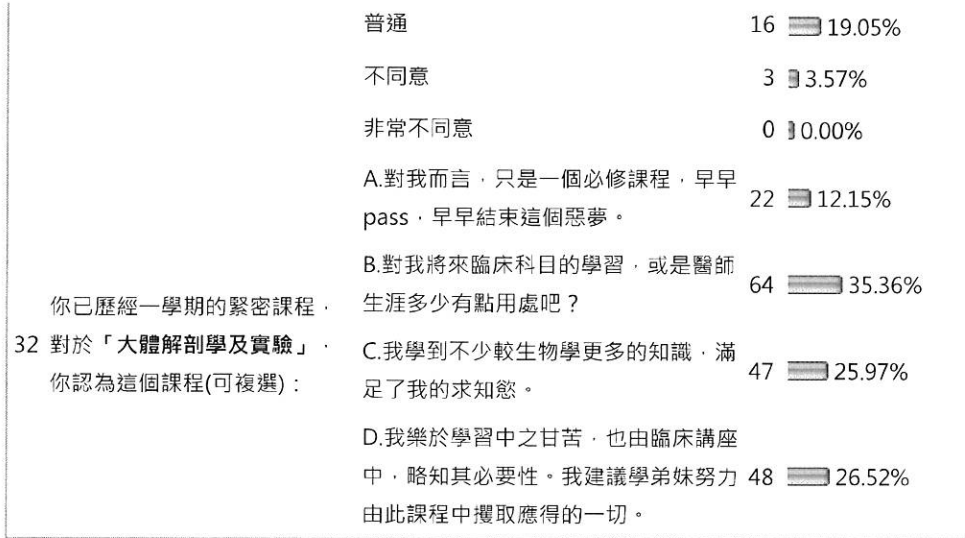 普通 16 19.05%
不同意 3 3.57%
非常不同意 0 0.00%
32 你已歷經一學期的緊密課程，
對於「大體解剖學及實驗」，
你認為這個課程(可複選)：
A.對我而言，只是一個必修課程，早早
pass，早早結束這個惡夢。
22 12.15%
B.對我將來臨床科目的學習，或是醫師
生涯多少有點用處吧？
64 35.36%
C.我學到不少較生物學更多的知識，滿
足了我的求知慾。
47 25.97%
D.我樂於學習中之甘苦，也由臨床講座
中，略知其必要性。我建議學弟妹努力
由此課程中攫取應得的一切。
48 26.52%